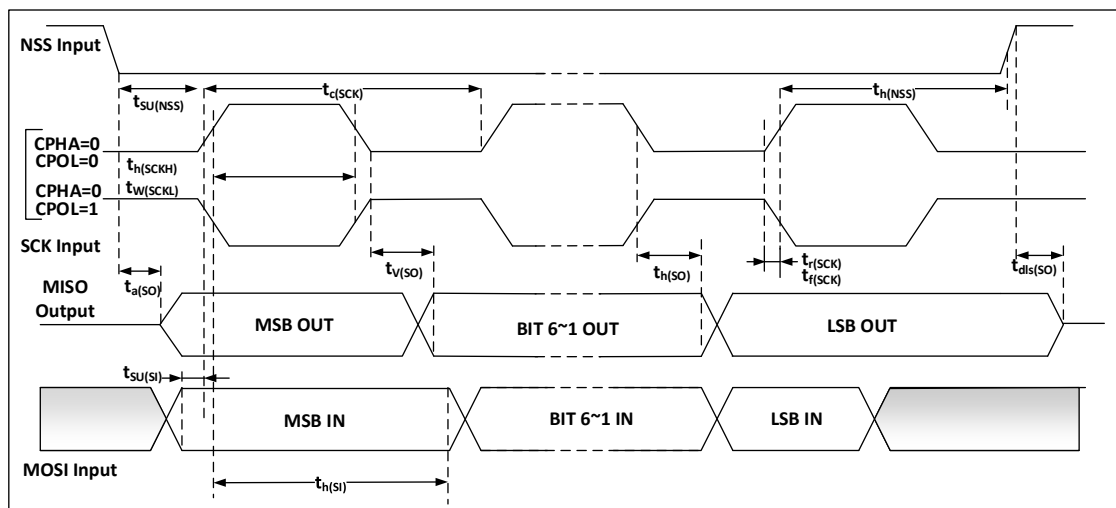 NSS Input
tSU(NSS)
tc(SCK)
th(NSS)
CPHA=0
CPOL=0
th(SCKH)
CPHA=0
tW(SCKL)
CPOL=1
SCK Input
tV(SO)
th(SO)
tr(SCK)
tf(SCK)
tdls(SO)
ta(SO)
MISO
Output
MSB OUT
BIT 6~1 OUT
LSB OUT
tSU(SI)
MSB IN
BIT 6~1 IN
LSB IN
MOSI Input
th(SI)